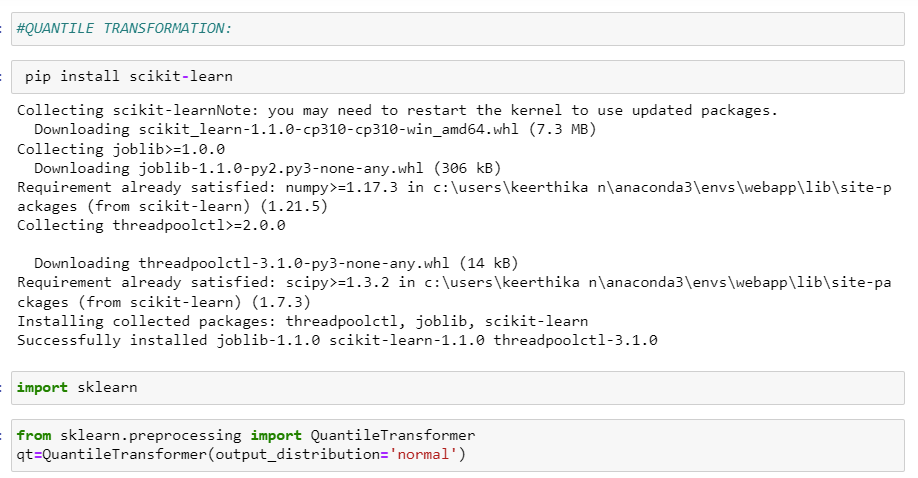 #QUANTILE TRANSFORMATION:
pip install scikit-learn
Collecting scikit-learnNote: you may need to restart the kernel to use updated packages.
  Downloading scikit_learn-1.1.0-cp310-cp310-win_amd64.whl (7.3 MB)
Collecting joblib>=1.0.0
  Downloading joblib-1.1.0-py2.py3-none-any.whl (306 kB)
Requirement already satisfied: numpy>=1.17.3 in c:\users\keerthika n\anaconda3\envs\webapp\lib\site-p
ackages (from scikit-learn) (1.21.5)
Collecting threadpoolctl>=2.0.0
  Downloading threadpoolctl-3.1.0-py3-none-any.whl (14 kB)
Requirement already satisfied: scipy>=1.3.2 in c:\users\keerthika n\anaconda3\envs\webapp\lib\site-pa
ckages (from scikit-learn) (1.7.3)
Installing collected packages: threadpoolctl, joblib, scikit-learn
Successfully installed joblib-1.1.0 scikit-learn-1.1.0 threadpoolctl-3.1.0
import sklearn
from sklearn.preprocessing import QuantileTransformer
qt=QuantileTransformer(output_distribution='normal')